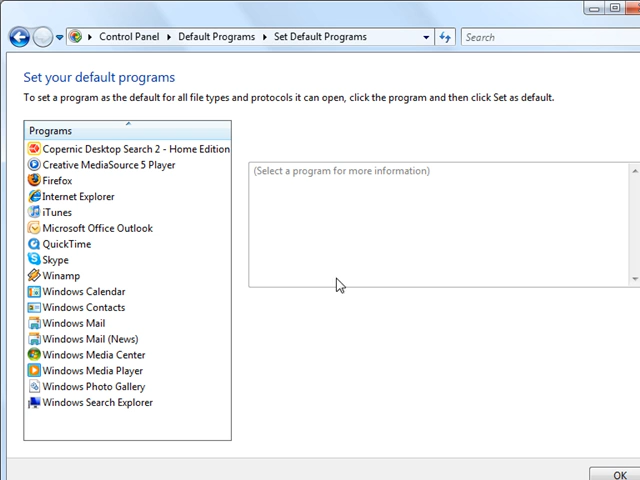 Control Panel
Default Programs
Set Default Programs
Search
Set your default programs
To set a program as the default for all file types and protocols it can open, click the program and then click Set as default.
Programs
Copernic Desktop Search 2 - Home Edition
Creative MediaSource 5 Player
Firefox
Internet Explorer
iTunes
Microsoft Office Outlook
QuickTime
Skype
Winamp
Windows Calendar
Windows Contacts
Windows Mail
Windows Mail (News)
Windows Media Center
Windows Media Player
Windows Photo Gallery
Windows Search Explorer
(Select a program for more information)
OK